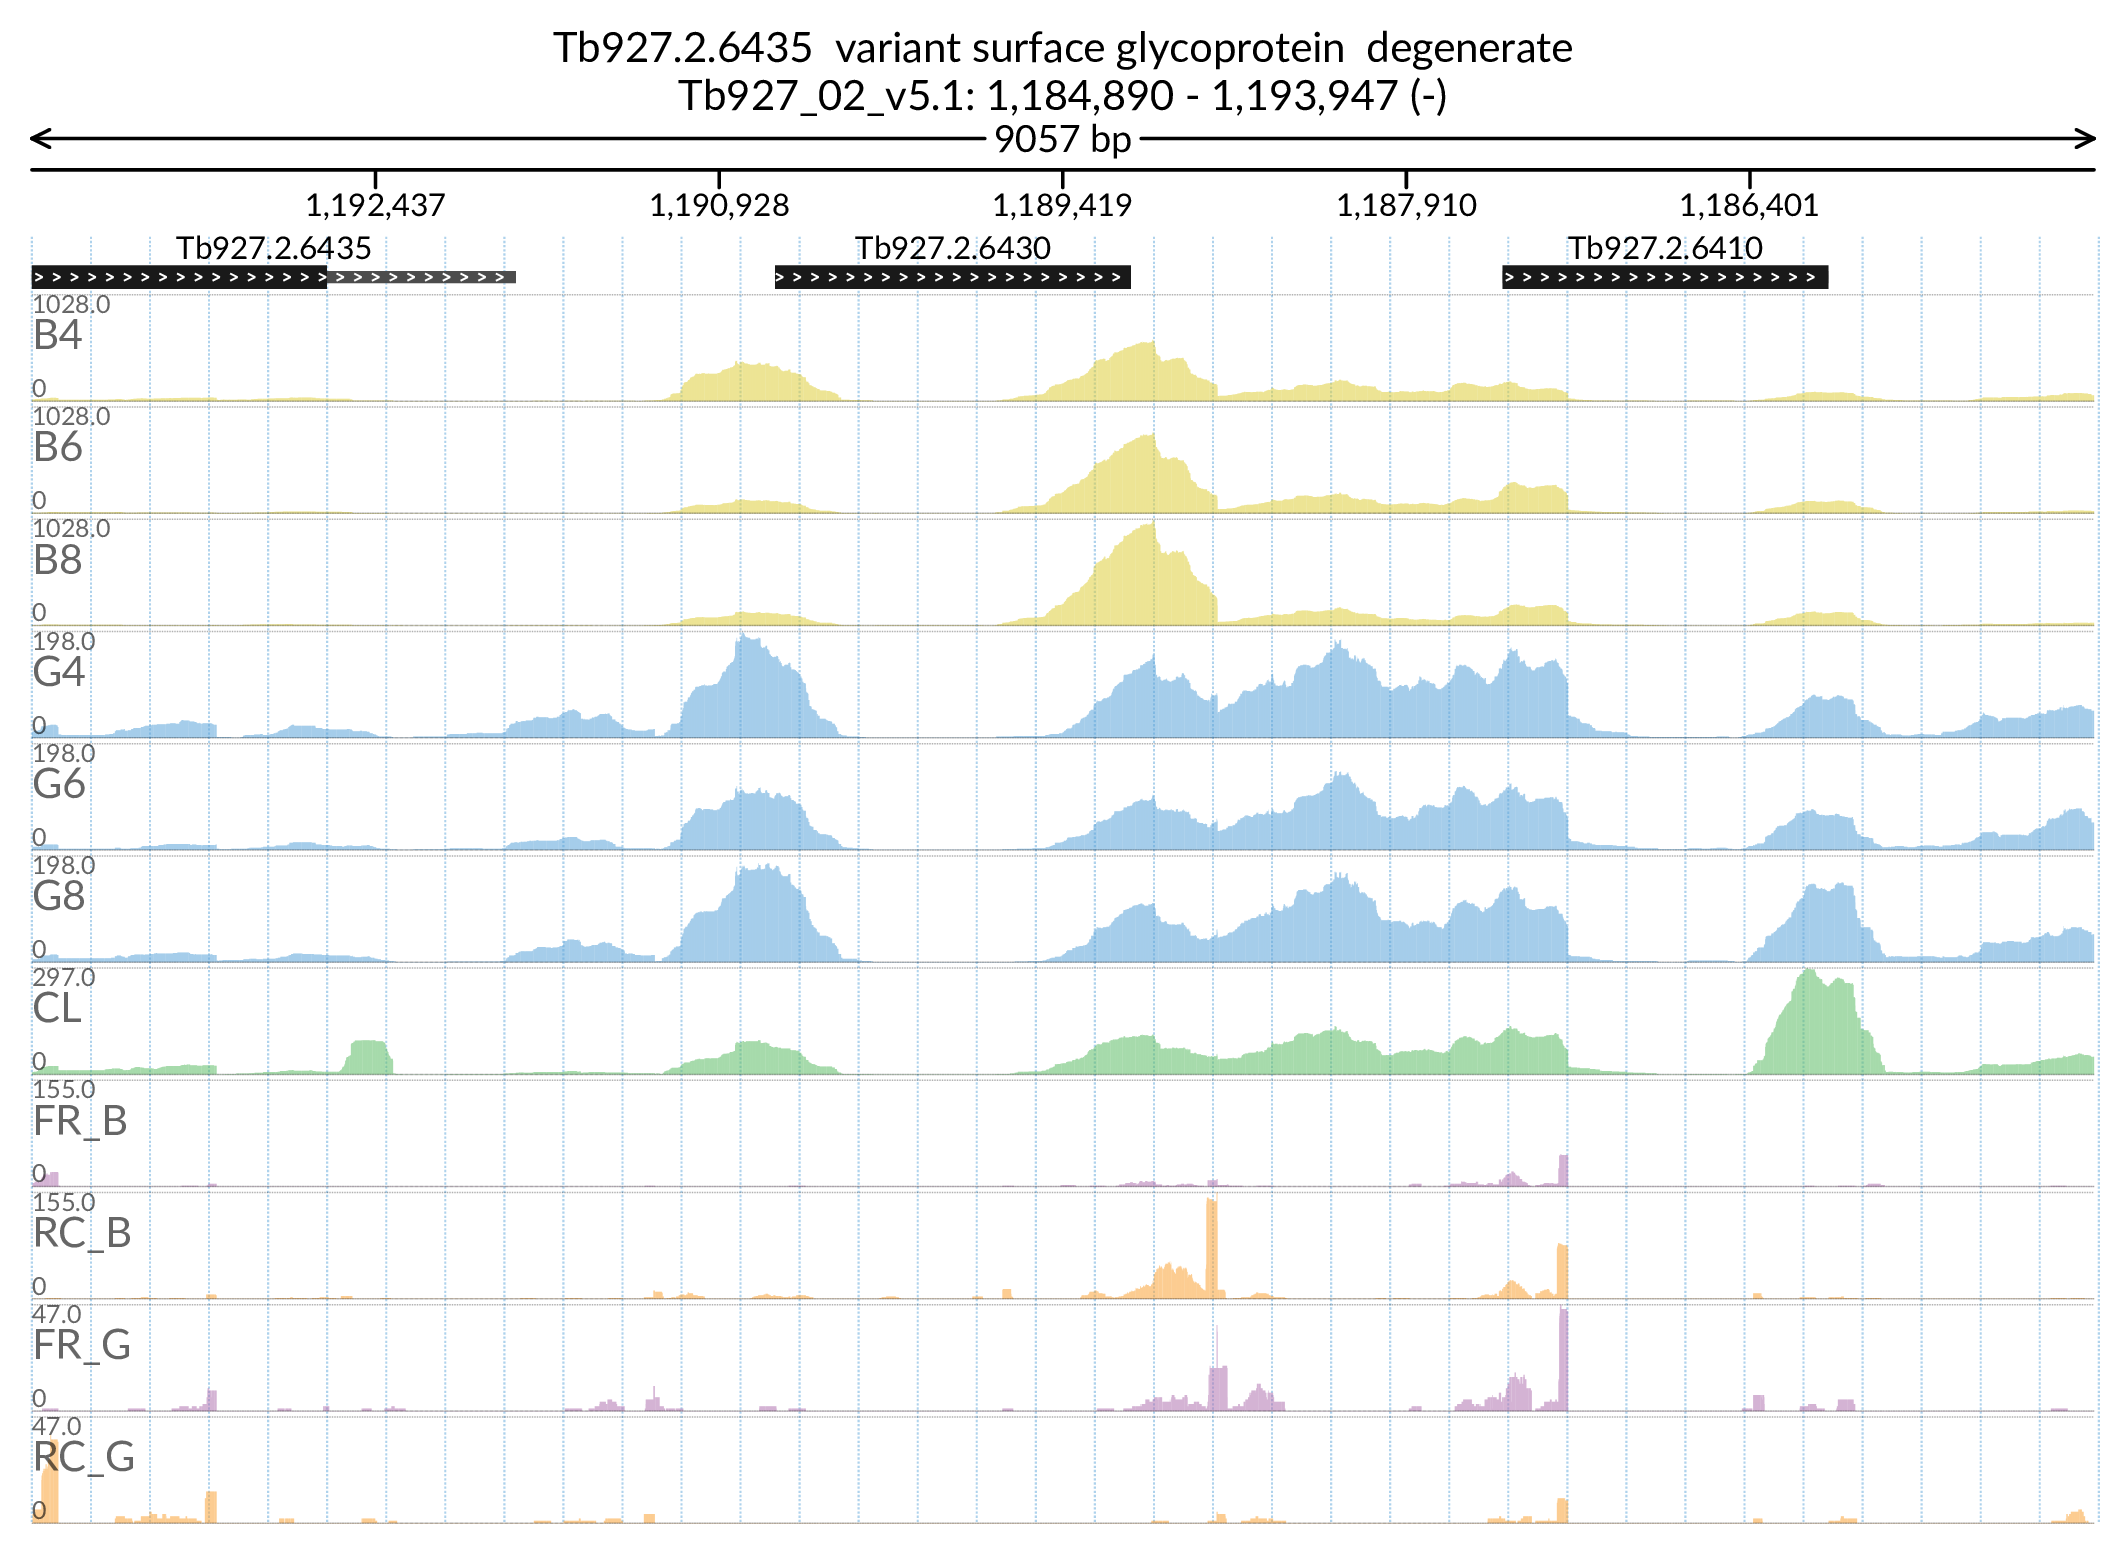 Tb927.2.6435 variant surface glycoprotein degenerate
Tb927_02_v5.1: 1,184,890 - 1,193,947 (-)
9057 bp
1,192,437 1,190,928 1,189,419 1,187,910 1,186,401
Tb927.2.6435 Tb927.2.6430 Tb927.2.6410
1028.0
B4
0
1028.0
B6
0
1028.0
B8
0
198.0
G4
0
198.0
G6
0
198.0
G8
0
297.0
CL
0
155.0
FR_B
0
155.0
RC_B
0
47.0
FR_G
0
47.0
RC_G
0